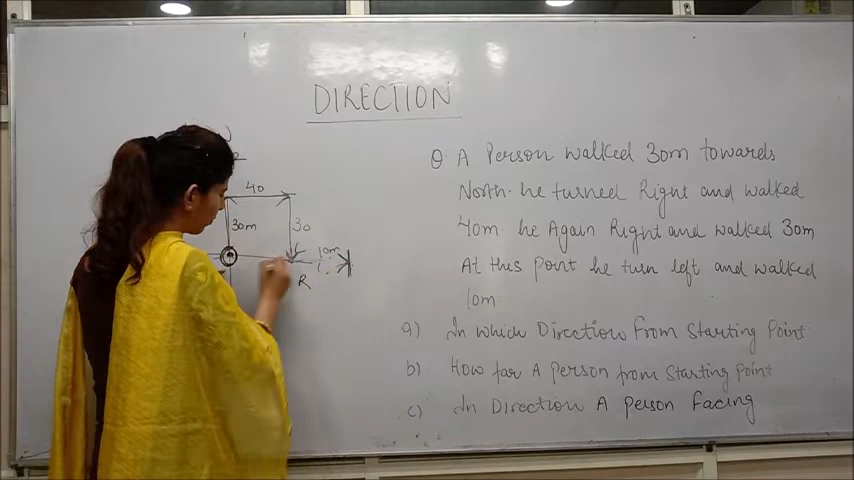 DIRECTION
Q A Person walked 30m towards
North. he turned Right and walked
40m. he Again Right and walked 30m
At this point he turn left and walked
10m
a) In which Direction from Starting Point
b) How far A Person from Starting Point
c) In Direction A person Facing
40
30m
30
10m
R